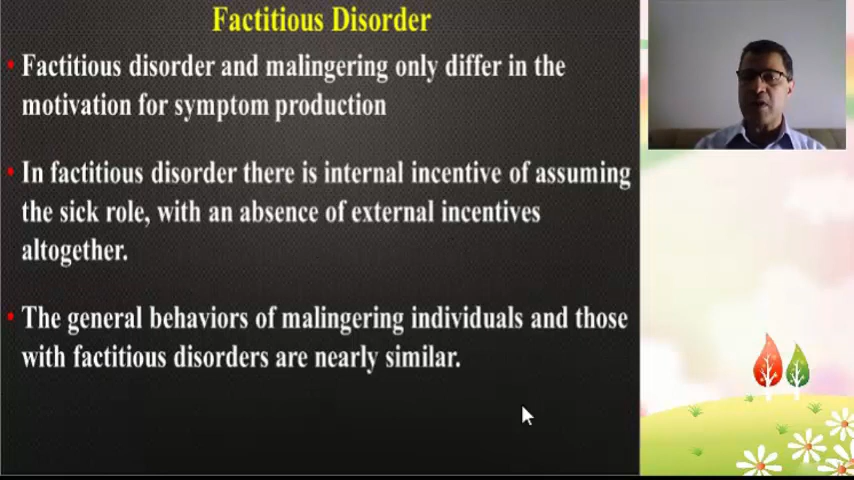 Factitious Disorder
• Factitious disorder and malingering only differ in the
motivation for symptom production
• In factitious disorder there is internal incentive of assuming
the sick role, with an absence of external incentives
altogether.
• The general behaviors of malingering individuals and those
with factitious disorders are nearly similar.